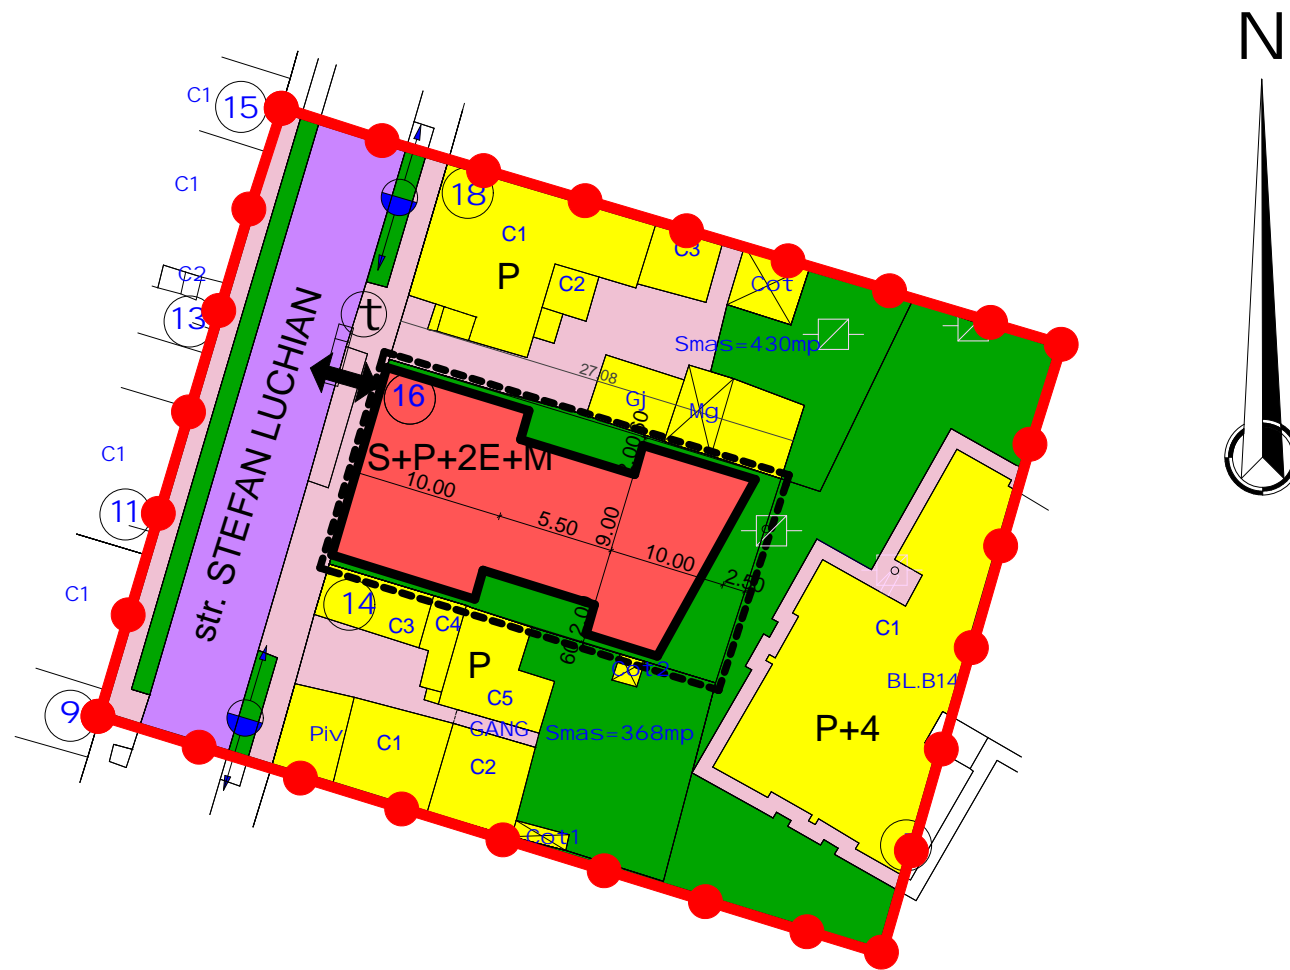 N
C1
15
C1
18
C1
C3
P
C2
Cot
C2
t
13
Smas=430mp
27.08
16
Gj
Mg
S+P+2E+M
C1
10.00
5.50
9.00
11
10.00
2.50
str. STEFAN LUCHIAN
C1
14
C3
C4
C1
P
Cot2
BL.B14
C5
9
Piv
C1
GANG
Smas=368mp
P+4
C2
Cot1